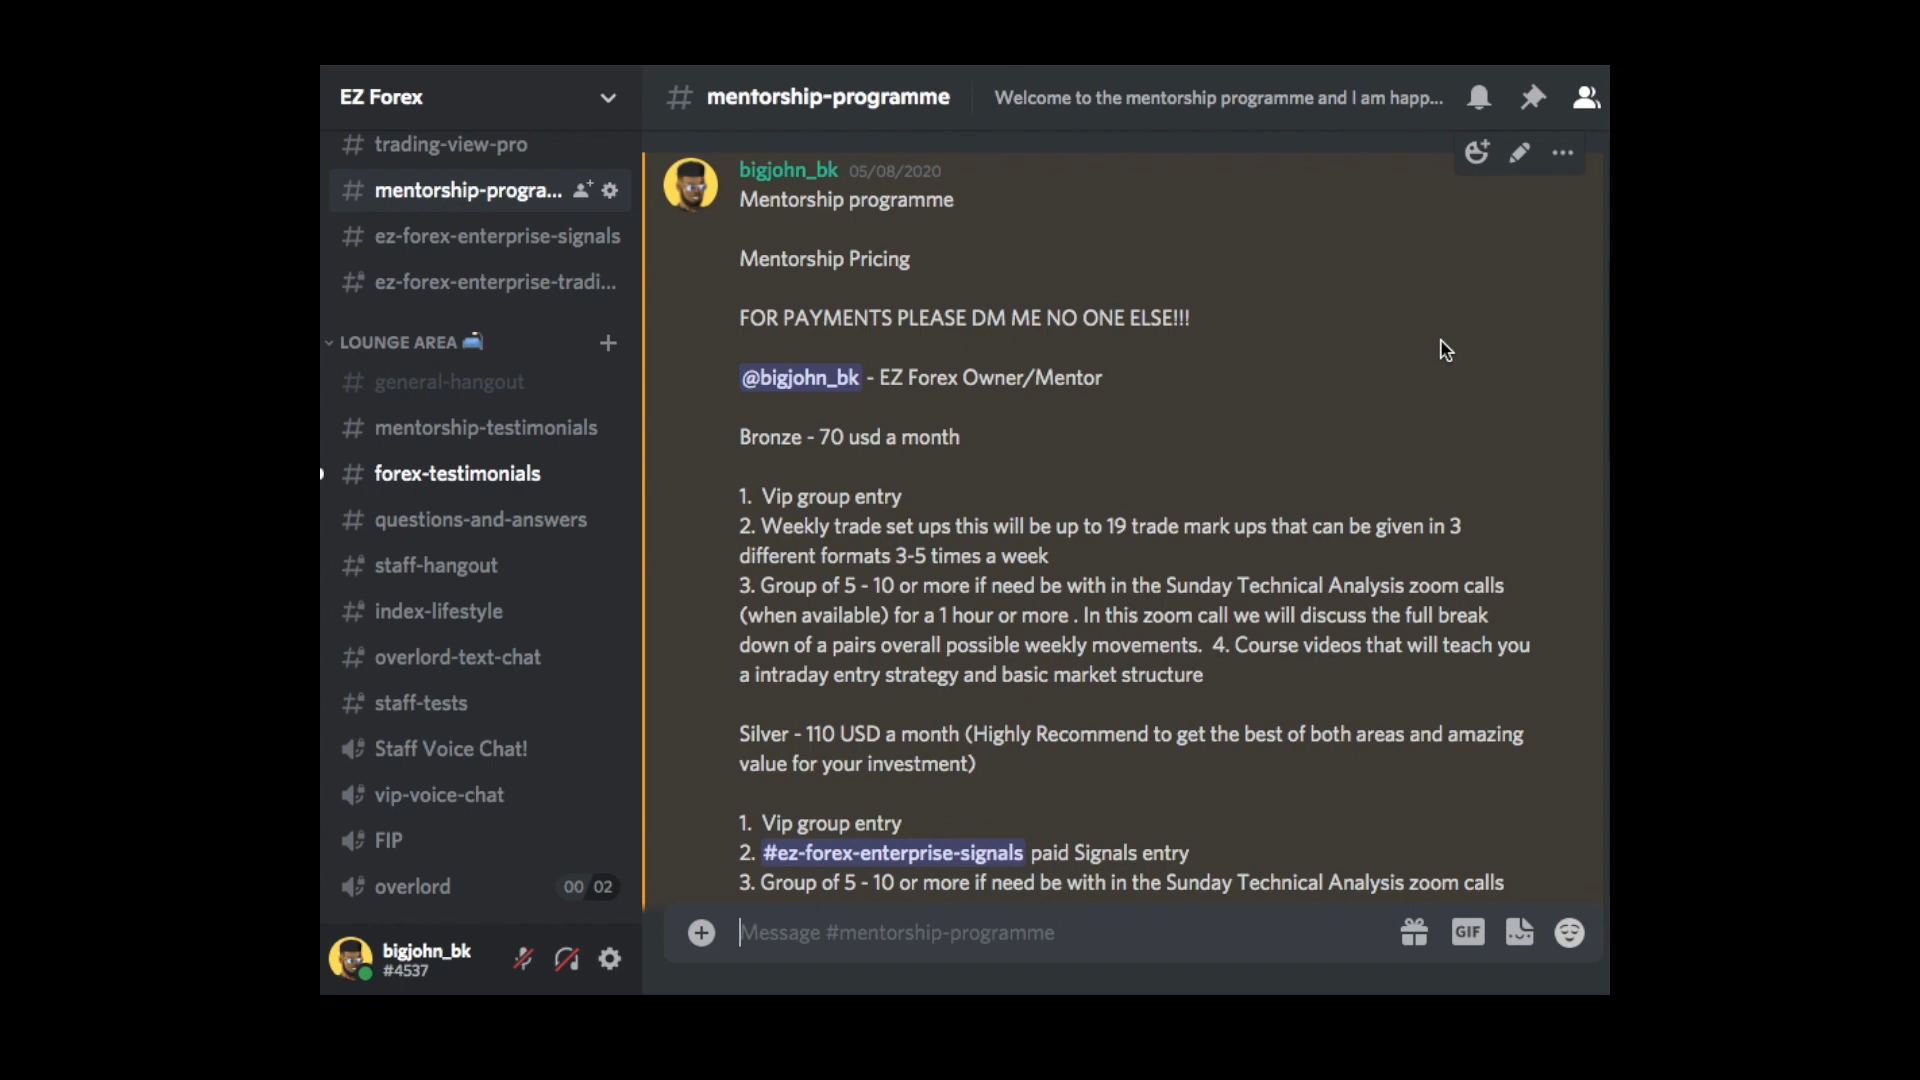 EZ Forex
trading-view-pro
mentorship-progra...
ez-forex-enterprise-signals
ez-forex-enterprise-tradi...
LOUNGE AREA
general-hangout
mentorship-testimonials
forex-testimonials
questions-and-answers
staff-hangout
index-lifestyle
overlord-text-chat
staff-tests
Staff Voice Chat!
vip-voice-chat
FIP
overlord 00 02
bigjohn_bk
#4537
# mentorship-programme Welcome to the mentorship programme and I am happ...
bigjohn_bk 05/08/2020
Mentorship programme
Mentorship Pricing
FOR PAYMENTS PLEASE DM ME NO ONE ELSE!!!
@bigjohn_bk - EZ Forex Owner/Mentor
Bronze - 70 usd a month
1. Vip group entry
2. Weekly trade set ups this will be up to 19 trade mark ups that can be given in 3
different formats 3-5 times a week
3. Group of 5 - 10 or more if need be with in the Sunday Technical Analysis zoom calls
(when available) for a 1 hour or more . In this zoom call we will discuss the full break
down of a pairs overall possible weekly movements. 4. Course videos that will teach you
a intraday entry strategy and basic market structure
Silver - 110 USD a month (Highly Recommend to get the best of both areas and amazing
value for your investment)
1. Vip group entry
2. #ez-forex-enterprise-signals paid Signals entry
3. Group of 5 - 10 or more if need be with in the Sunday Technical Analysis zoom calls
Message #mentorship-programme
GIF